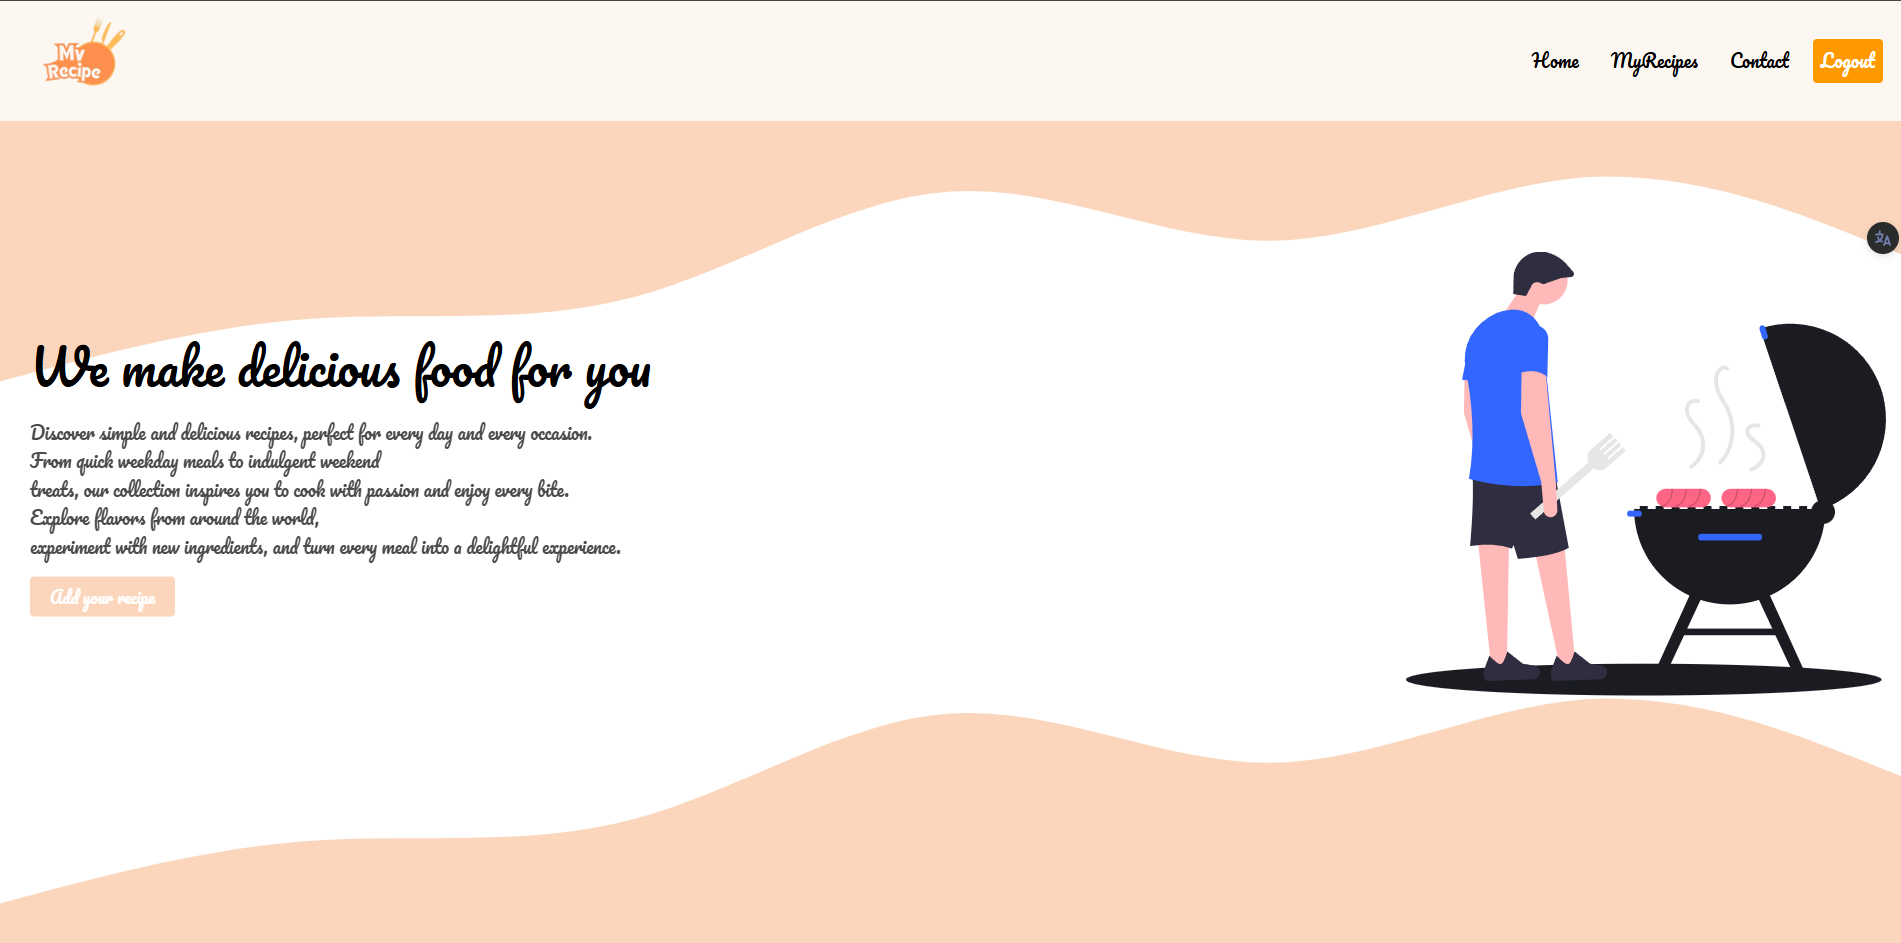 My
Recipe
Home
MyRecipes
Contact
Logout
We make delicious food for you
Discover simple and delicious recipes, perfect for every day and every occasion.
From quick weekday meals to indulgent weekend
treats, our collection inspires you to cook with passion and enjoy every bite.
Explore flavors from around the world,
experiment with new ingredients, and turn every meal into a delightful experience.
Add your recipe